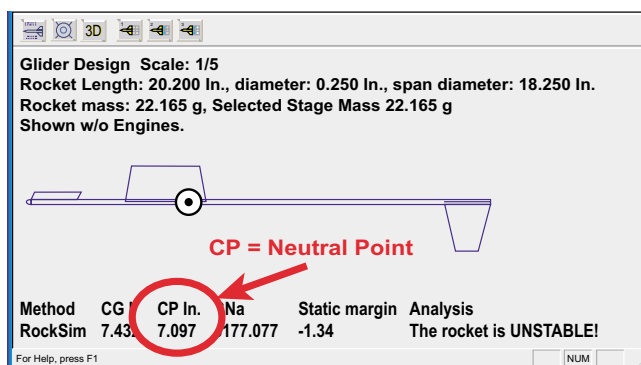 3D
Glider Design Scale: 1/5
Rocket Length: 20.200 In., diameter: 0.250 In., span diameter: 18.250 In.
Rocket mass: 22.165 g, Selected Stage Mass 22.165 g
Shown w/o Engines.
CP = Neutral Point
Method CG CP In. Na Static margin Analysis
RockSim 7.43 7.097 177.077 -1.34 The rocket is UNSTABLE!
For Help, press F1 NUM